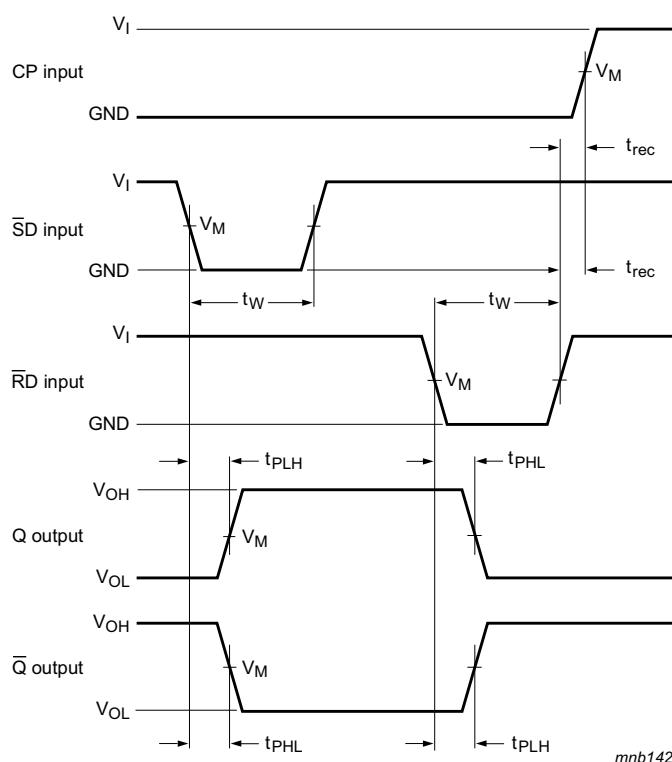 V_I
CP input
V_M
GND
t_rec
V_I
S̅D input
V_M
GND
t_rec
t_W
t_W
V_I
R̅D input
V_M
GND
t_PLH
t_PHL
V_OH
Q output
V_M
V_OL
V_OH
Q̅ output
V_M
V_OL
t_PHL
t_PLH
mnb142